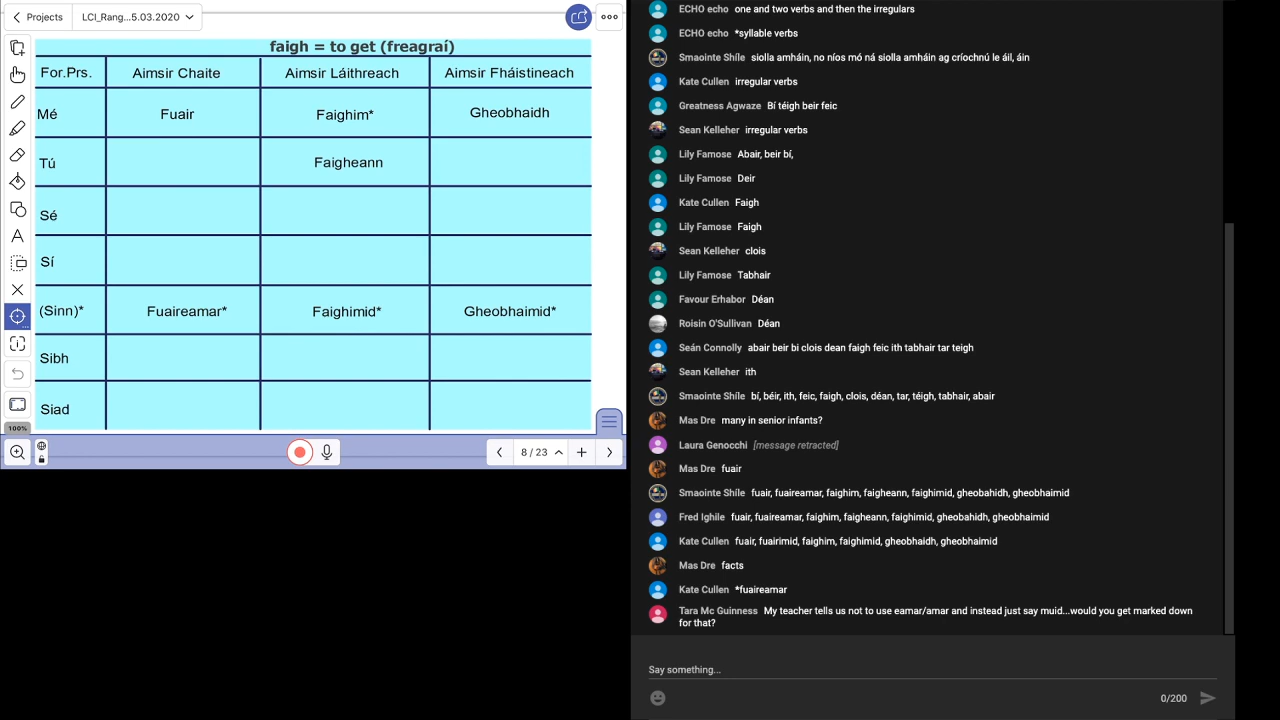 Projects
LCI_Rang...5.03.2020
faigh = to get (freagraí)
For.Prs. Aimsir Chaite Aimsir Láithreach Aimsir Fháistineach
Mé Fuair Faighim* Gheobhaidh
Tú Faigheann
Sé
Sí
(Sinn)* Fuaireamar* Faighimid* Gheobhaimid*
Sibh
Siad
100%
8 / 23
ECHO echo one and two verbs and then the irregulars
ECHO echo *syllable verbs
Smaointe Shíle siolla amháin, no níos mó ná siolla amháin ag críochnú le áil, áin
Kate Cullen irregular verbs
Greatness Agwaze Bí téigh beir feic
Sean Kelleher irregular verbs
Lily Famose Abair, beir bí,
Lily Famose Deir
Kate Cullen Faigh
Lily Famose Faigh
Sean Kelleher clois
Lily Famose Tabhair
Favour Erhabor Déan
Roisin O'Sullivan Déan
Seán Connolly abair beir bi clois dean faigh feic ith tabhair tar teigh
Sean Kelleher ith
Smaointe Shíle bí, béir, ith, feic, faigh, clois, déan, tar, téigh, tabhair, abair
Mas Dre many in senior infants?
Laura Genocchi [message retracted]
Mas Dre fuair
Smaointe Shíle fuair, fuaireamar, faighim, faigheann, faighimid, gheobahidh, gheobhaimid
Fred Ighile fuair, fuaireamar, faighim, faigheann, faighimid, gheobahidh, gheobhaimid
Kate Cullen fuair, fuairimid, faighim, faighimid, gheobhaidh, gheobhaimid
Mas Dre facts
Kate Cullen *fuaireamar
Tara Mc Guinness My teacher tells us not to use eamar/amar and instead just say muid...would you get marked down
for that?
Say something...
0/200